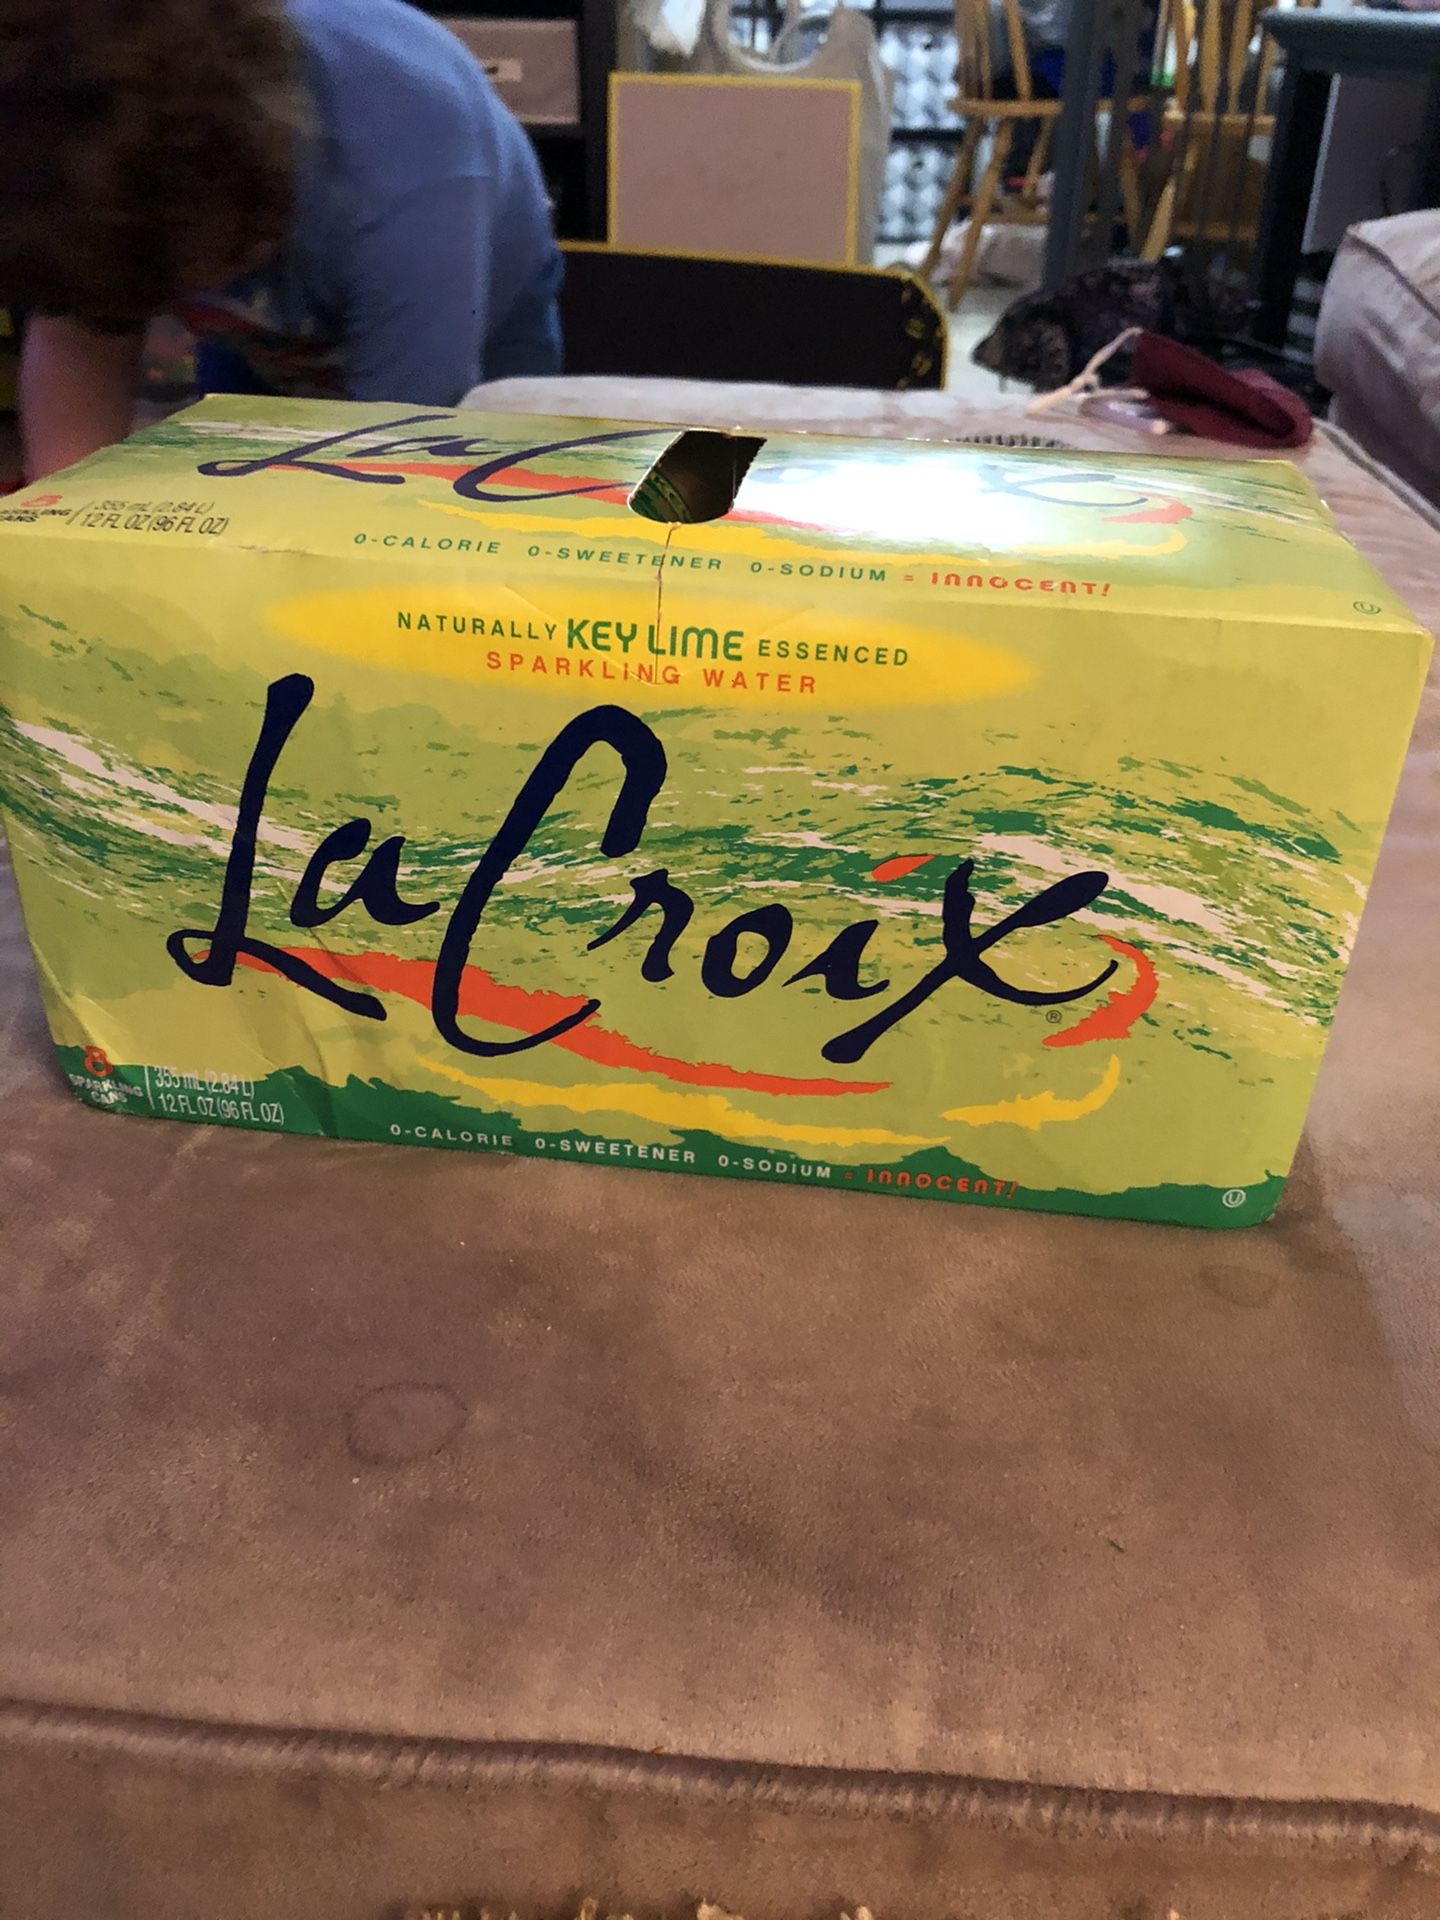 La Croix
8
SPARKLING
CANS
355 mL (2.84 L)
12 FL OZ (96 FL OZ)
0-CALORIE 0-SWEETENER 0-SODIUM = INNOCENT!
U
NATURALLY KEY LIME ESSENCED
SPARKLING WATER
LaCroix
®
8
SPARKLING
CANS
355 mL (2.84 L)
12 FL OZ (96 FL OZ)
0-CALORIE 0-SWEETENER 0-SODIUM = INNOCENT!
U